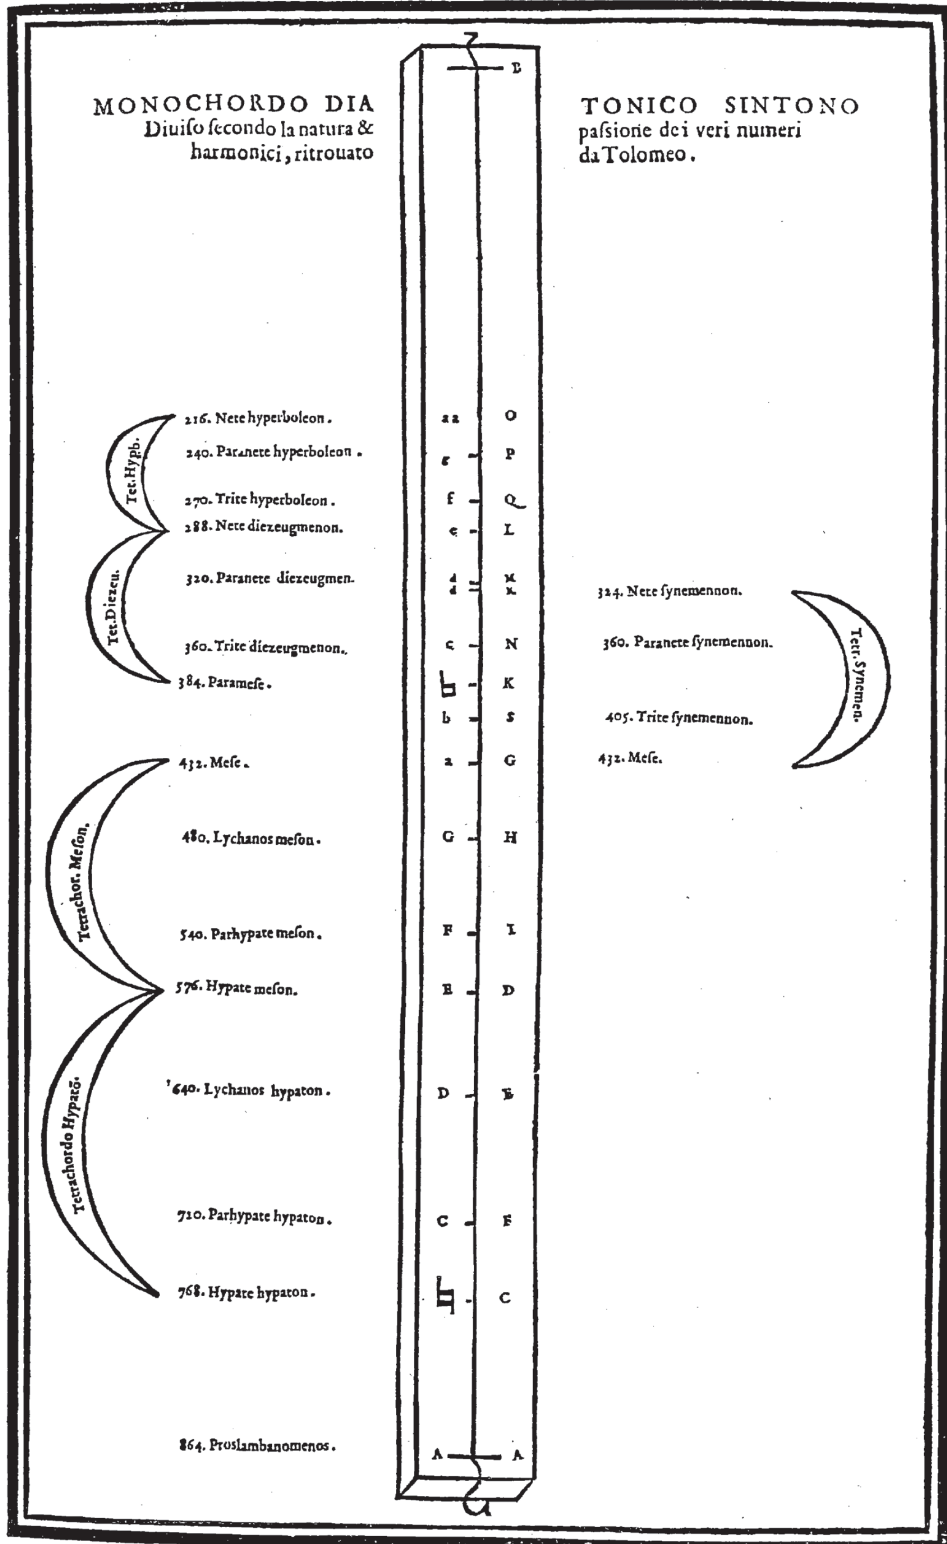 B
MONOCHORDO DIA TONICO SINTONO
Diuiſo ſecondo la natura & paſsione dei veri numeri
harmonici, ritrouato da Tolomeo.
216. Nete hyperboleon. aa O
240. Paranete hyperboleon. g P
Tet. Hypb.
270. Trite hyperboleon. f Q
288. Nete diezeugmenon. e L
320. Paranete diezeugmen. d M
d 324. Nete ſynemennon.
Tet. Diezeu.
360. Trite diezeugmenon. c N 360. Paranete ſynemennon.
Tetr. Synemen.
384. Parameſe. ♮ K
b S 405. Trite ſynemennon.
432. Meſe. a G 432. Meſe.
480. Lychanos meſon. G H
Tetrachor. Meſon.
540. Parhypate meſon. F I
576. Hypate meſon. E D
640. Lychanos hypaton. D E
Tetrachordo Hypatō.
720. Parhypate hypaton. C F
768. Hypate hypaton. ♮ C
864. Proslambanomenos. A A